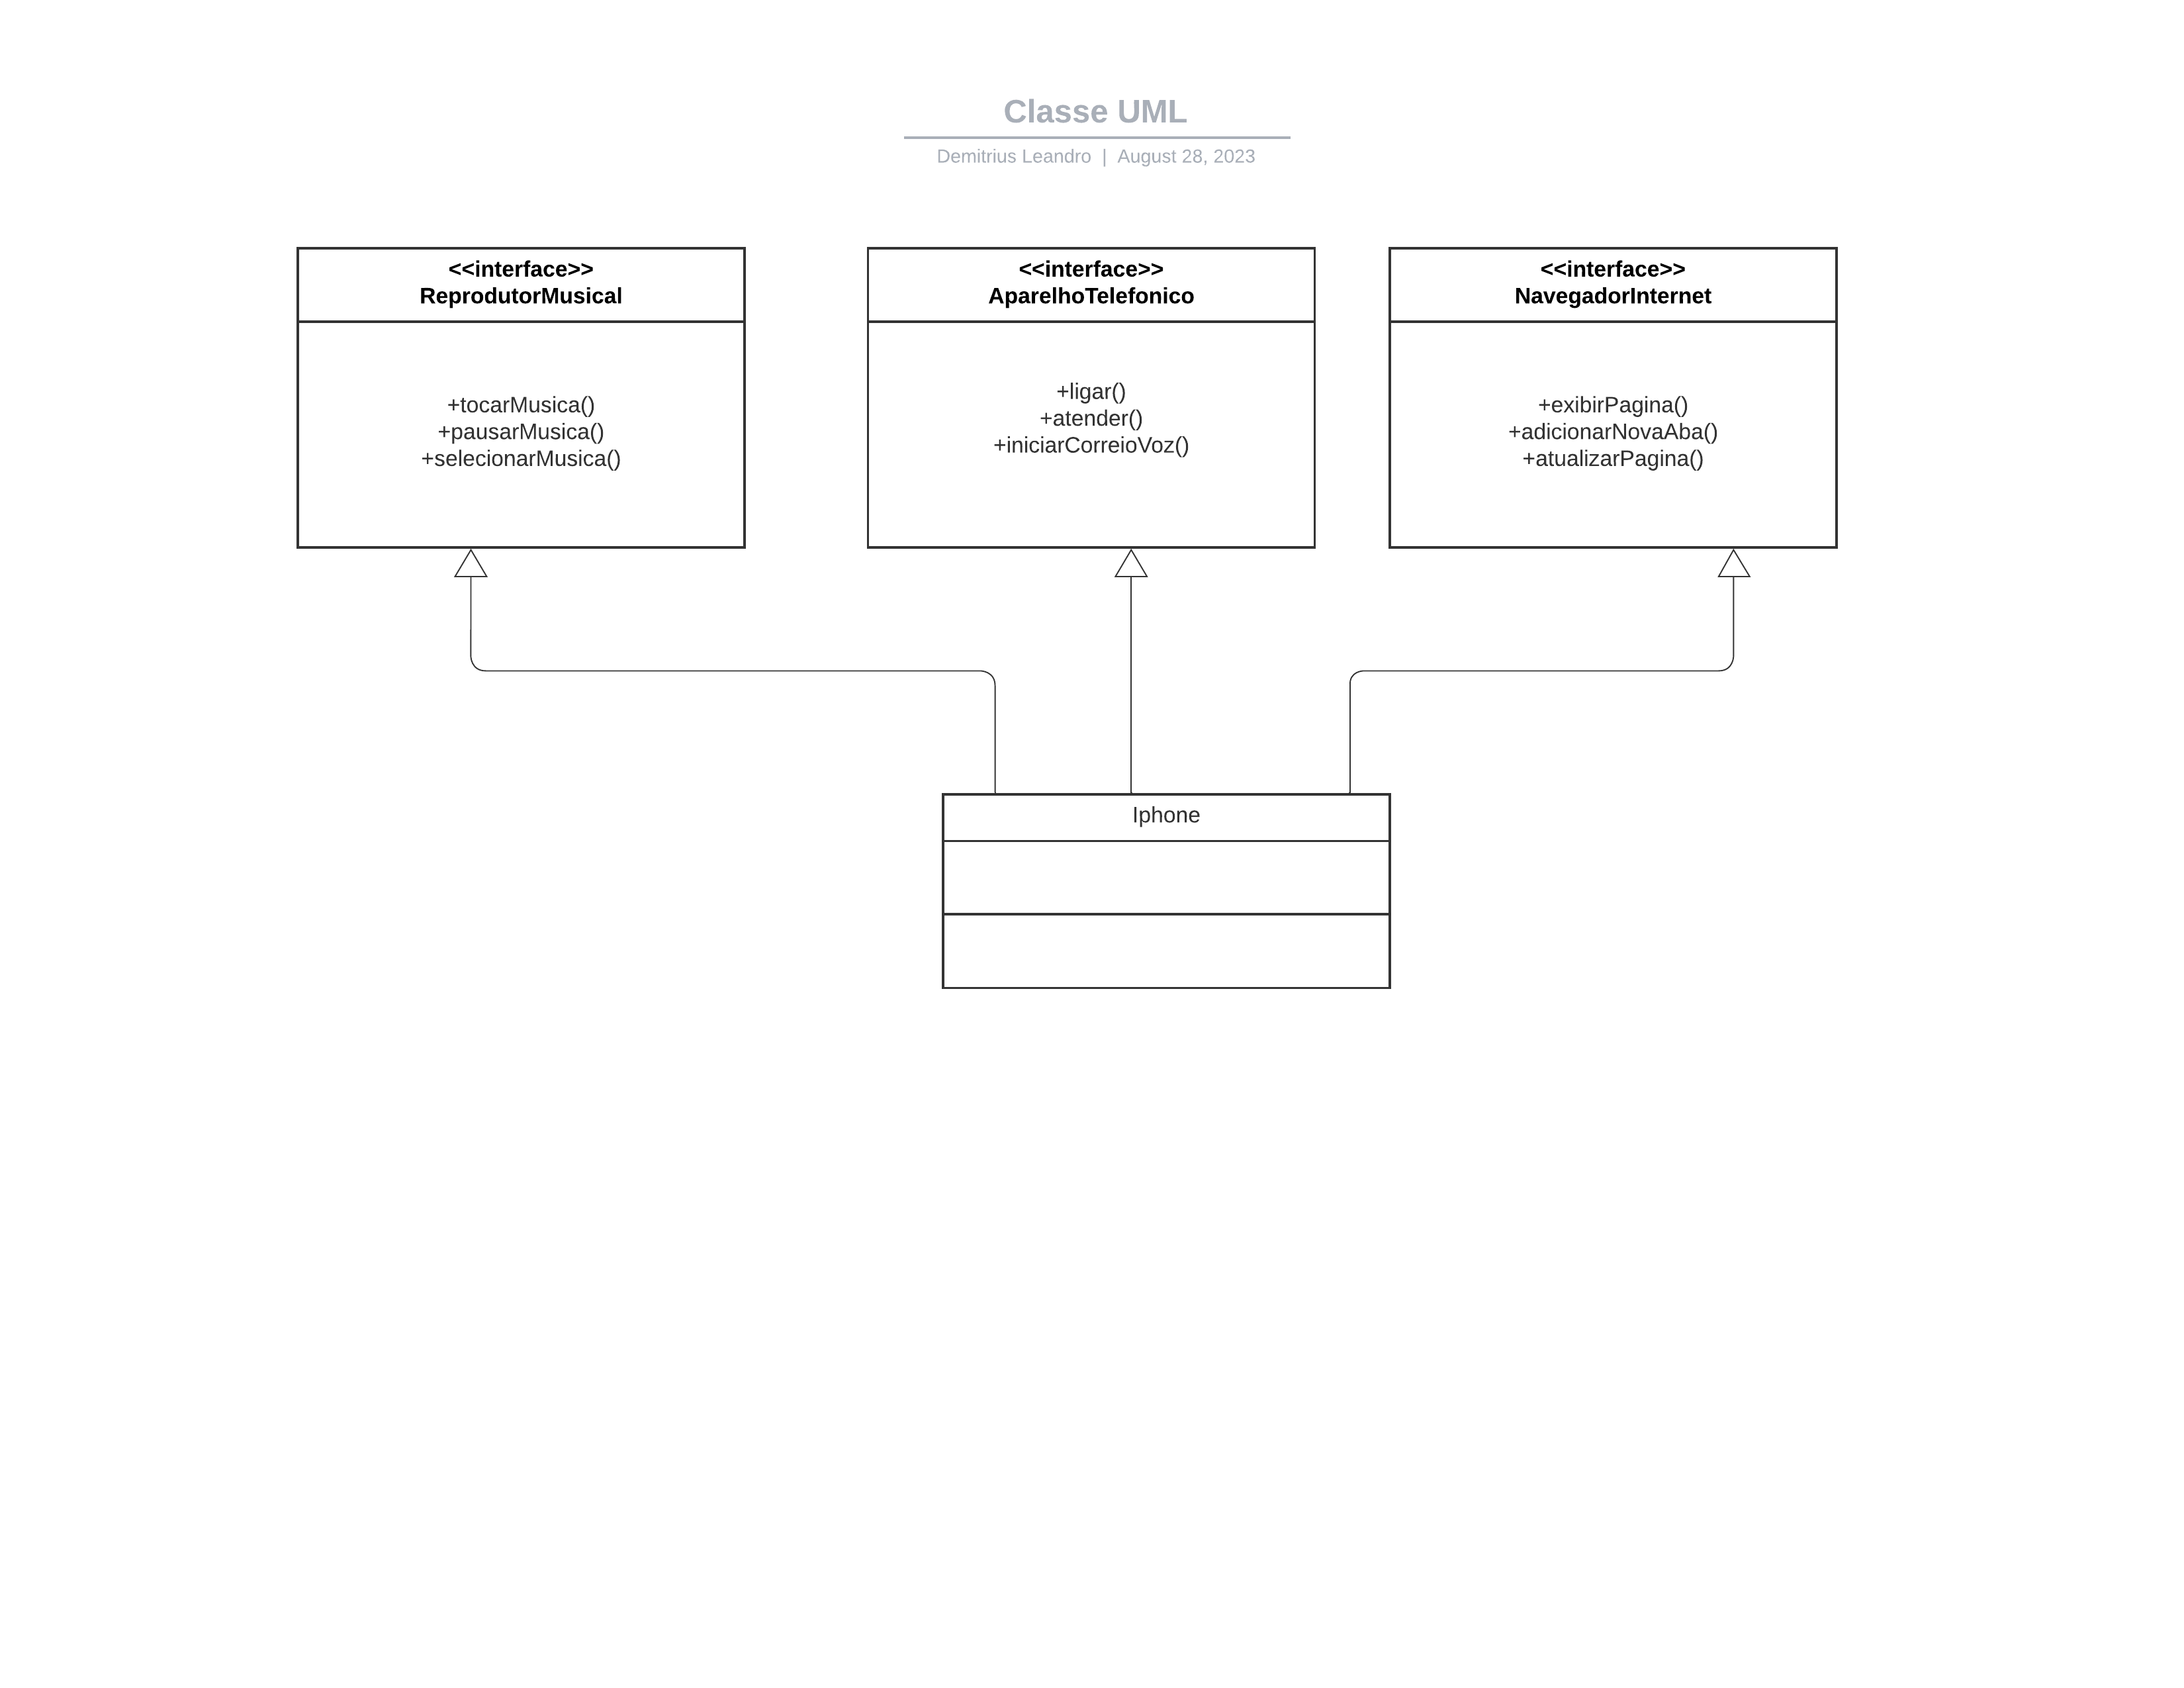 Classe UML
Demitrius Leandro | August 28, 2023
<<interface>>
ReprodutorMusical
+tocarMusica()
+pausarMusica()
+selecionarMusica()
<<interface>>
AparelhoTelefonico
+ligar()
+atender()
+iniciarCorreioVoz()
<<interface>>
NavegadorInternet
+exibirPagina()
+adicionarNovaAba()
+atualizarPagina()
Iphone